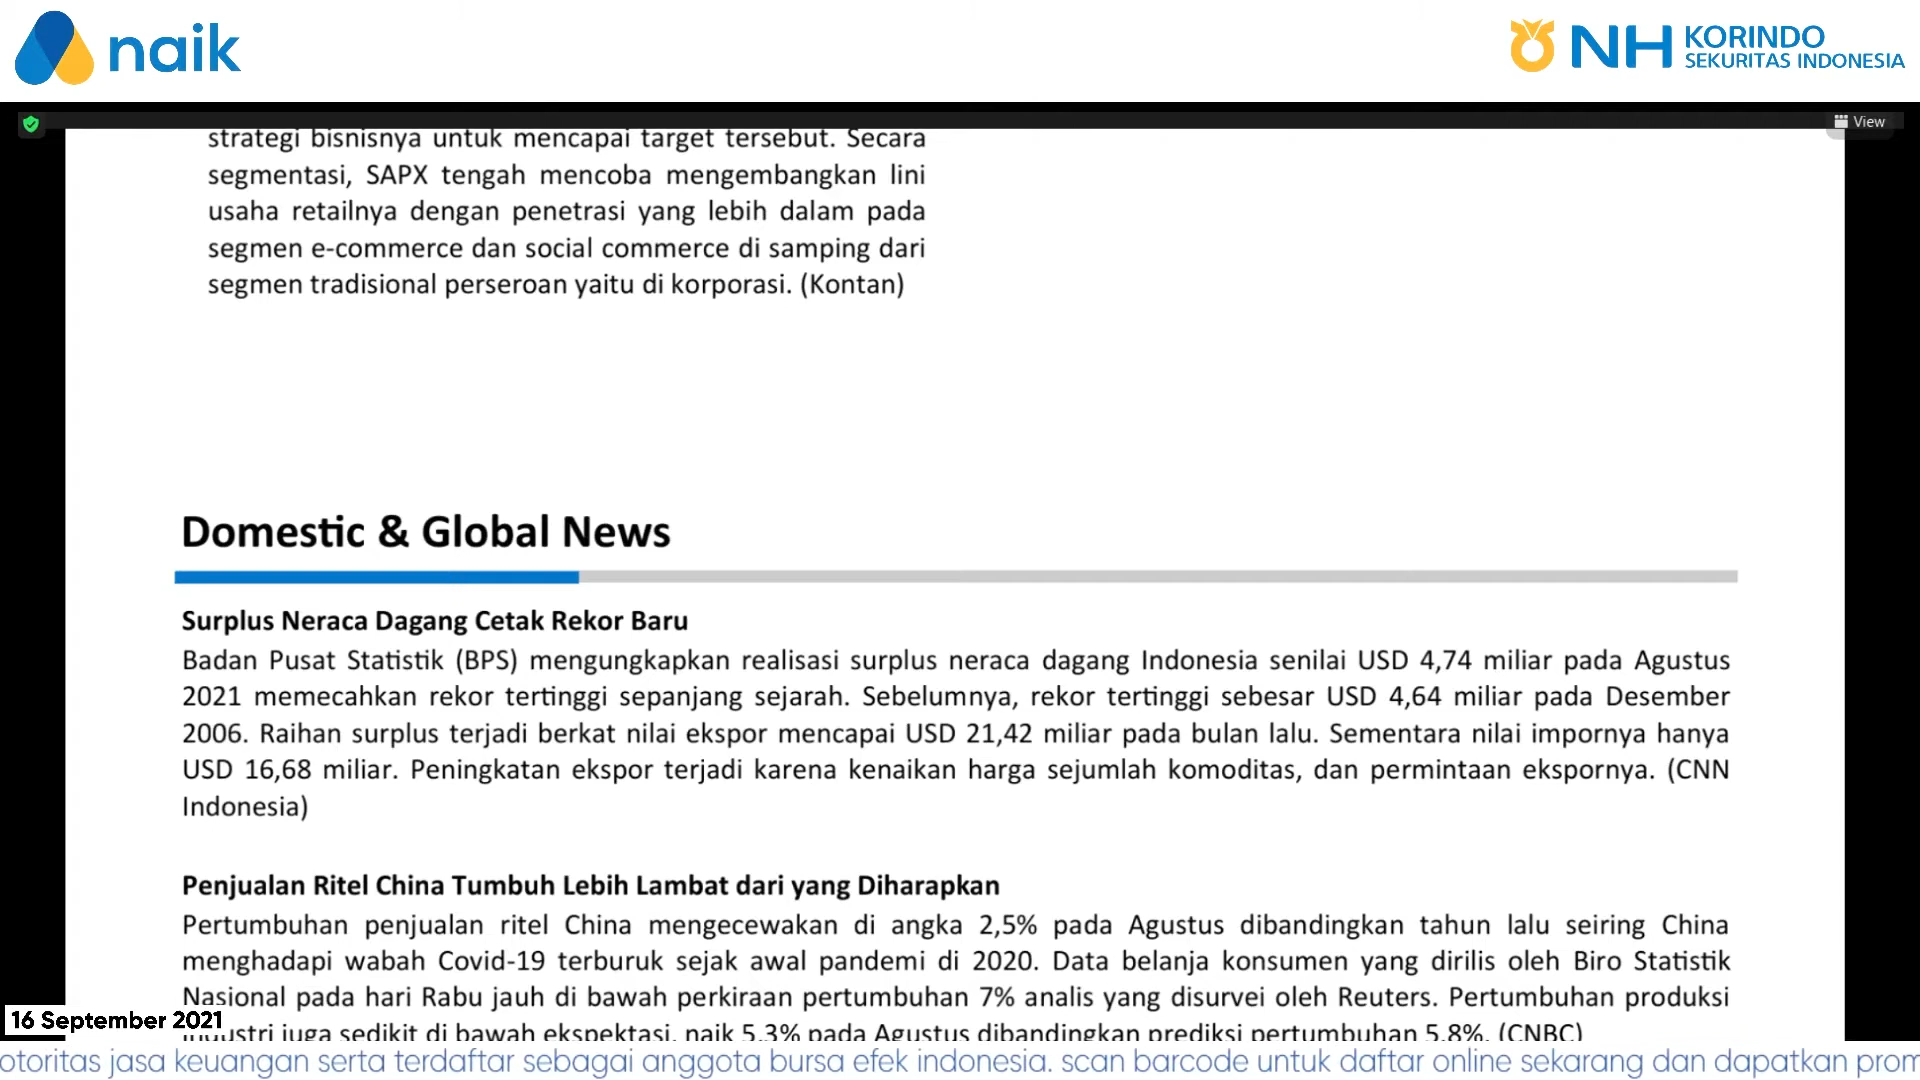 naik
NH KORINDO
SEKURITAS INDONESIA
View
strategi bisnisnya untuk mencapai target tersebut. Secara
segmentasi, SAPX tengah mencoba mengembangkan lini
usaha retailnya dengan penetrasi yang lebih dalam pada
segmen e-commerce dan social commerce di samping dari
segmen tradisional perseroan yaitu di korporasi. (Kontan)
Domestic & Global News
Surplus Neraca Dagang Cetak Rekor Baru
Badan Pusat Statistik (BPS) mengungkapkan realisasi surplus neraca dagang Indonesia senilai USD 4,74 miliar pada Agustus
2021 memecahkan rekor tertinggi sepanjang sejarah. Sebelumnya, rekor tertinggi sebesar USD 4,64 miliar pada Desember
2006. Raihan surplus terjadi berkat nilai ekspor mencapai USD 21,42 miliar pada bulan lalu. Sementara nilai impornya hanya
USD 16,68 miliar. Peningkatan ekspor terjadi karena kenaikan harga sejumlah komoditas, dan permintaan ekspornya. (CNN
Indonesia)
Penjualan Ritel China Tumbuh Lebih Lambat dari yang Diharapkan
Pertumbuhan penjualan ritel China mengecewakan di angka 2,5% pada Agustus dibandingkan tahun lalu seiring China
menghadapi wabah Covid-19 terburuk sejak awal pandemi di 2020. Data belanja konsumen yang dirilis oleh Biro Statistik
Nasional pada hari Rabu jauh di bawah perkiraan pertumbuhan 7% analis yang disurvei oleh Reuters. Pertumbuhan produksi
industri juga sedikit di bawah ekspektasi, naik 5,3% pada Agustus dibandingkan prediksi pertumbuhan 5,8%. (CNBC)
16 September 2021
otoritas jasa keuangan serta terdaftar sebagai anggota bursa efek indonesia. scan barcode untuk daftar online sekarang dan dapatkan prom